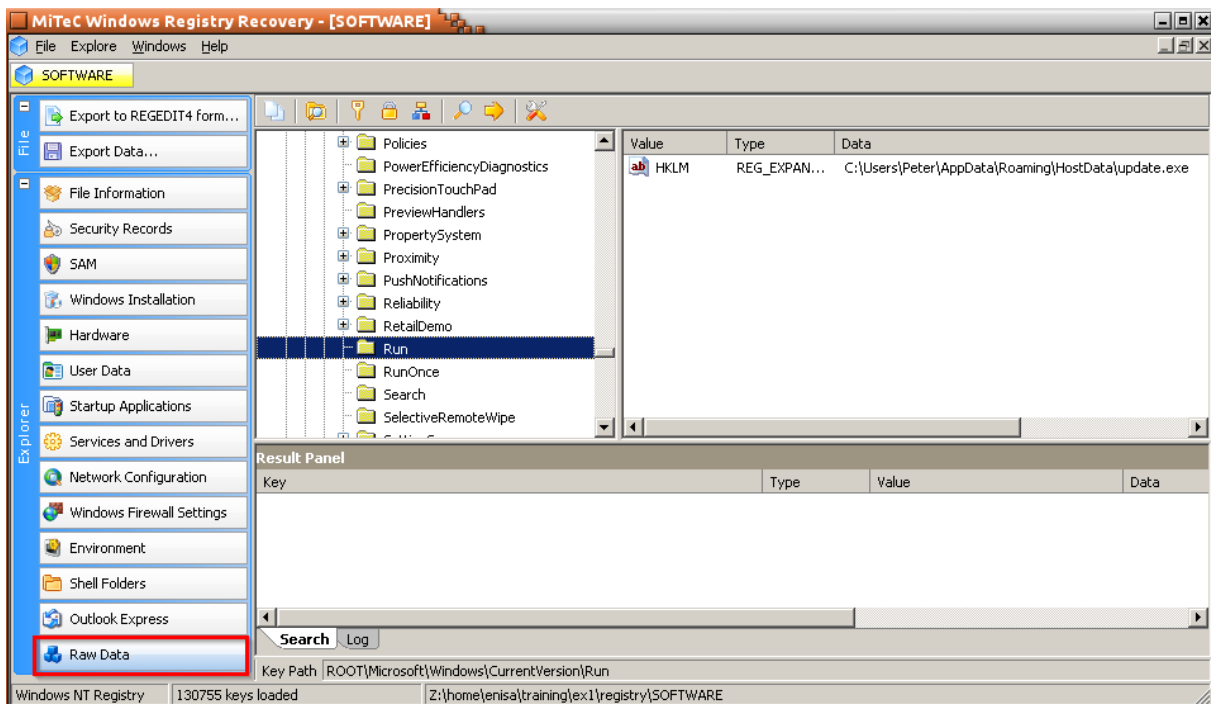 MiTeC Windows Registry Recovery - [SOFTWARE]
File Explore Windows Help
SOFTWARE
File
Export to REGEDIT4 form...
Export Data...
Explorer
File Information
Security Records
SAM
Windows Installation
Hardware
User Data
Startup Applications
Services and Drivers
Network Configuration
Windows Firewall Settings
Environment
Shell Folders
Outlook Express
Raw Data
Policies
PowerEfficiencyDiagnostics
PrecisionTouchPad
PreviewHandlers
PropertySystem
Proximity
PushNotifications
Reliability
RetailDemo
Run
RunOnce
Search
SelectiveRemoteWipe
Value Type Data
ab HKLM REG_EXPAN... C:\Users\Peter\AppData\Roaming\HostData\update.exe
Result Panel
Key Type Value Data
Search Log
Key Path ROOT\Microsoft\Windows\CurrentVersion\Run
Windows NT Registry 130755 keys loaded Z:\home\enisa\training\ex1\registry\SOFTWARE